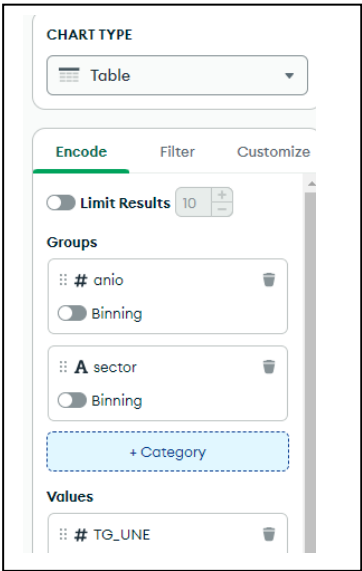 CHART TYPE
Table
Encode Filter Customize
Limit Results 10 + -
Groups
# anio
Binning
A sector
Binning
+ Category
Values
# TG_UNE